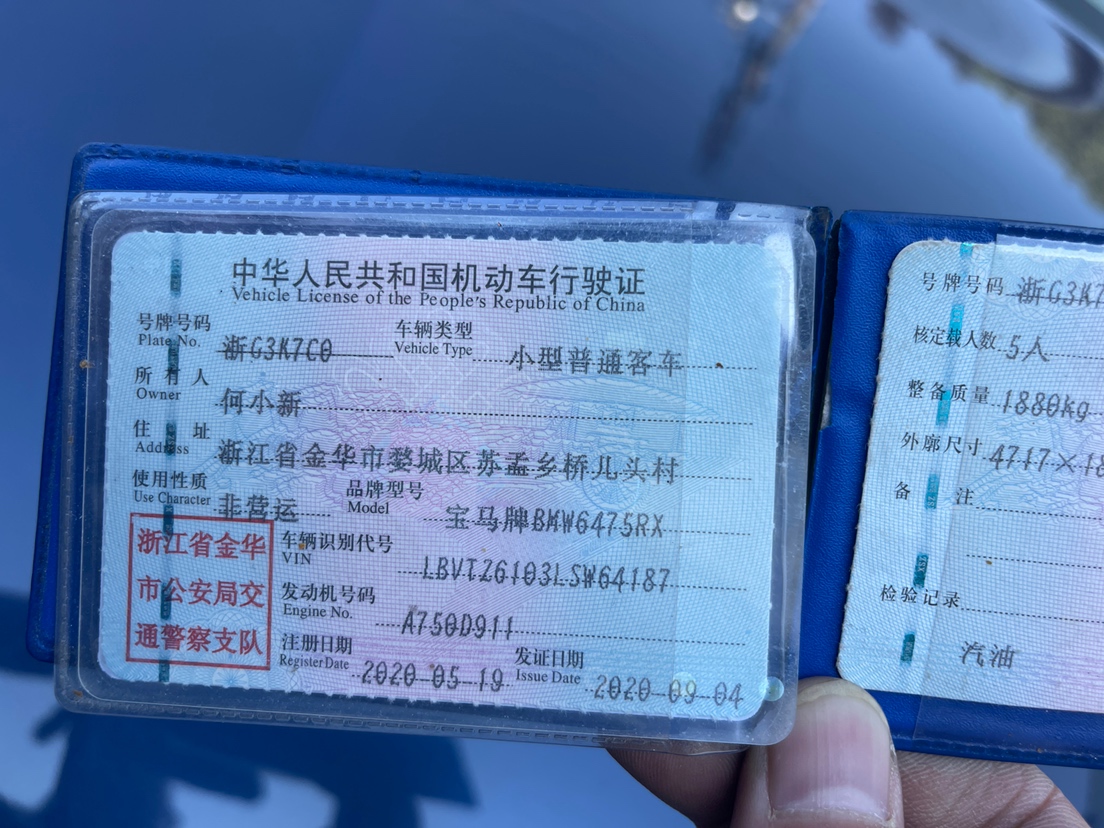 中华人民共和国机动车行驶证
Vehicle License of the People's Republic of China
号牌号码 浙G3K7C0 车辆类型 小型普通客车
Plate No. Vehicle Type
所有人 何小新
Owner
住址 浙江省金华市婺城区苏孟乡桥儿头村
Address
使用性质 非营运 品牌型号 宝马牌BMW6475RX
Use Character Model
浙江省金华
市公安局交
通警察支队
车辆识别代号 LBVTZ6103LSW64187
VIN
发动机号码 A750D911
Engine No.
注册日期 2020-05-19 发证日期 2020-09-04
Register Date Issue Date
号牌号码 浙G3K7
核定载人数 5人
整备质量 1880kg
外廓尺寸 4717×18
备注
检验记录
汽油